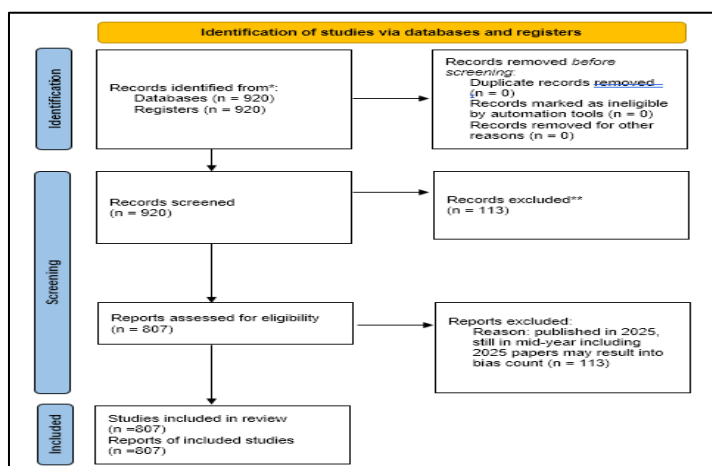 Identification of studies via databases and registers
Identification
Records identified from*:
Databases (n = 920)
Registers (n = 920)
Records removed before
screening:
Duplicate records removed
(n = 0)
Records marked as ineligible
by automation tools (n = 0)
Records removed for other
reasons (n = 0)
Screening
Records screened
(n = 920)
Records excluded**
(n = 113)
Reports assessed for eligibility
(n = 807)
Reports excluded:
Reason: published in 2025,
still in mid-year including
2025 papers may result into
bias count (n = 113)
Included
Studies included in review
(n =807)
Reports of included studies
(n =807)